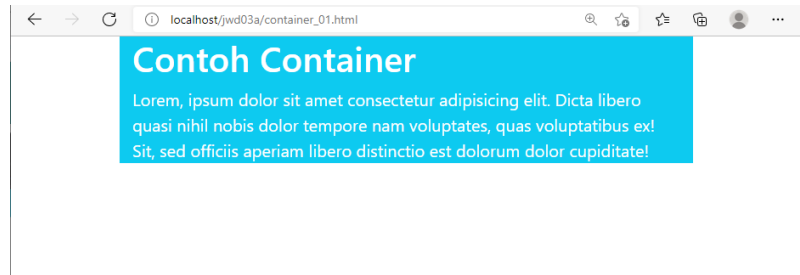 localhost/jwd03a/container_01.html
Contoh Container
Lorem, ipsum dolor sit amet consectetur adipisicing elit. Dicta libero
quasi nihil nobis dolor tempore nam voluptates, quas voluptatibus ex!
Sit, sed officiis aperiam libero distinctio est dolorum dolor cupiditate!